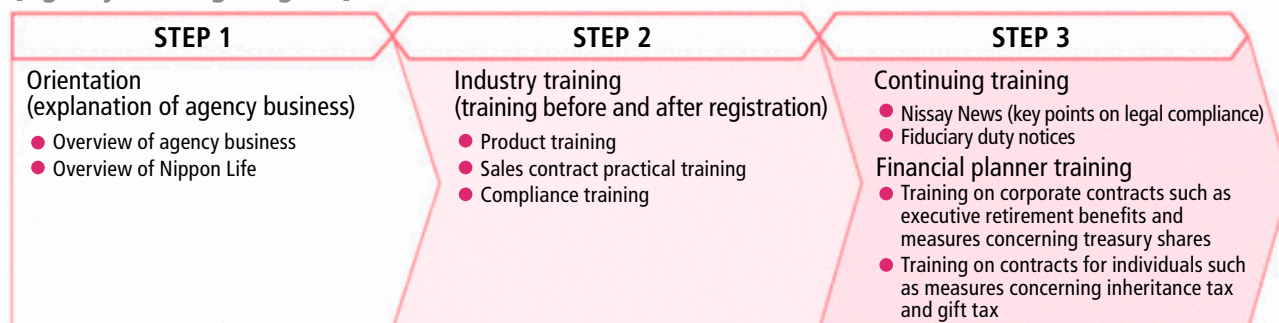 STEP 1
Orientation
(explanation of agency business)
● Overview of agency business
● Overview of Nippon Life
STEP 2
Industry training
(training before and after registration)
● Product training
● Sales contract practical training
● Compliance training
STEP 3
Continuing training
● Nissay News (key points on legal compliance)
● Fiduciary duty notices
Financial planner training
● Training on corporate contracts such as
executive retirement benefits and
measures concerning treasury shares
● Training on contracts for individuals such
as measures concerning inheritance tax
and gift tax